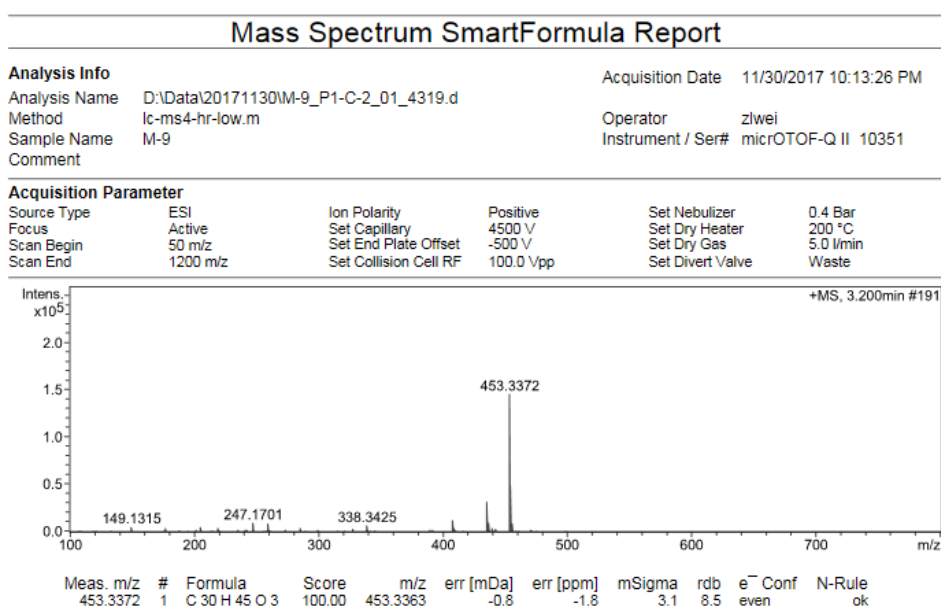 Mass Spectrum SmartFormula Report
Analysis Info
Acquisition Date 11/30/2017 10:13:26 PM
Analysis Name D:\Data\20171130\M-9_P1-C-2_01_4319.d
Method lc-ms4-hr-low.m Operator zlwei
Sample Name M-9 Instrument / Ser# micrOTOF-Q II 10351
Comment
Acquisition Parameter
Source Type ESI Ion Polarity Positive Set Nebulizer 0.4 Bar
Focus Active Set Capillary 4500 V Set Dry Heater 200 °C
Scan Begin 50 m/z Set End Plate Offset -500 V Set Dry Gas 5.0 l/min
Scan End 1200 m/z Set Collision Cell RF 100.0 Vpp Set Divert Valve Waste
Intens. +MS, 3.200min #191
x10⁵
2.0
1.5 453.3372
1.0
0.5
149.1315 247.1701 338.3425
0.0
100 200 300 400 500 600 700 m/z
Meas. m/z # Formula Score m/z err [mDa] err [ppm] mSigma rdb e⁻ Conf N-Rule
453.3372 1 C 30 H 45 O 3 100.00 453.3363 -0.8 -1.8 3.1 8.5 even ok